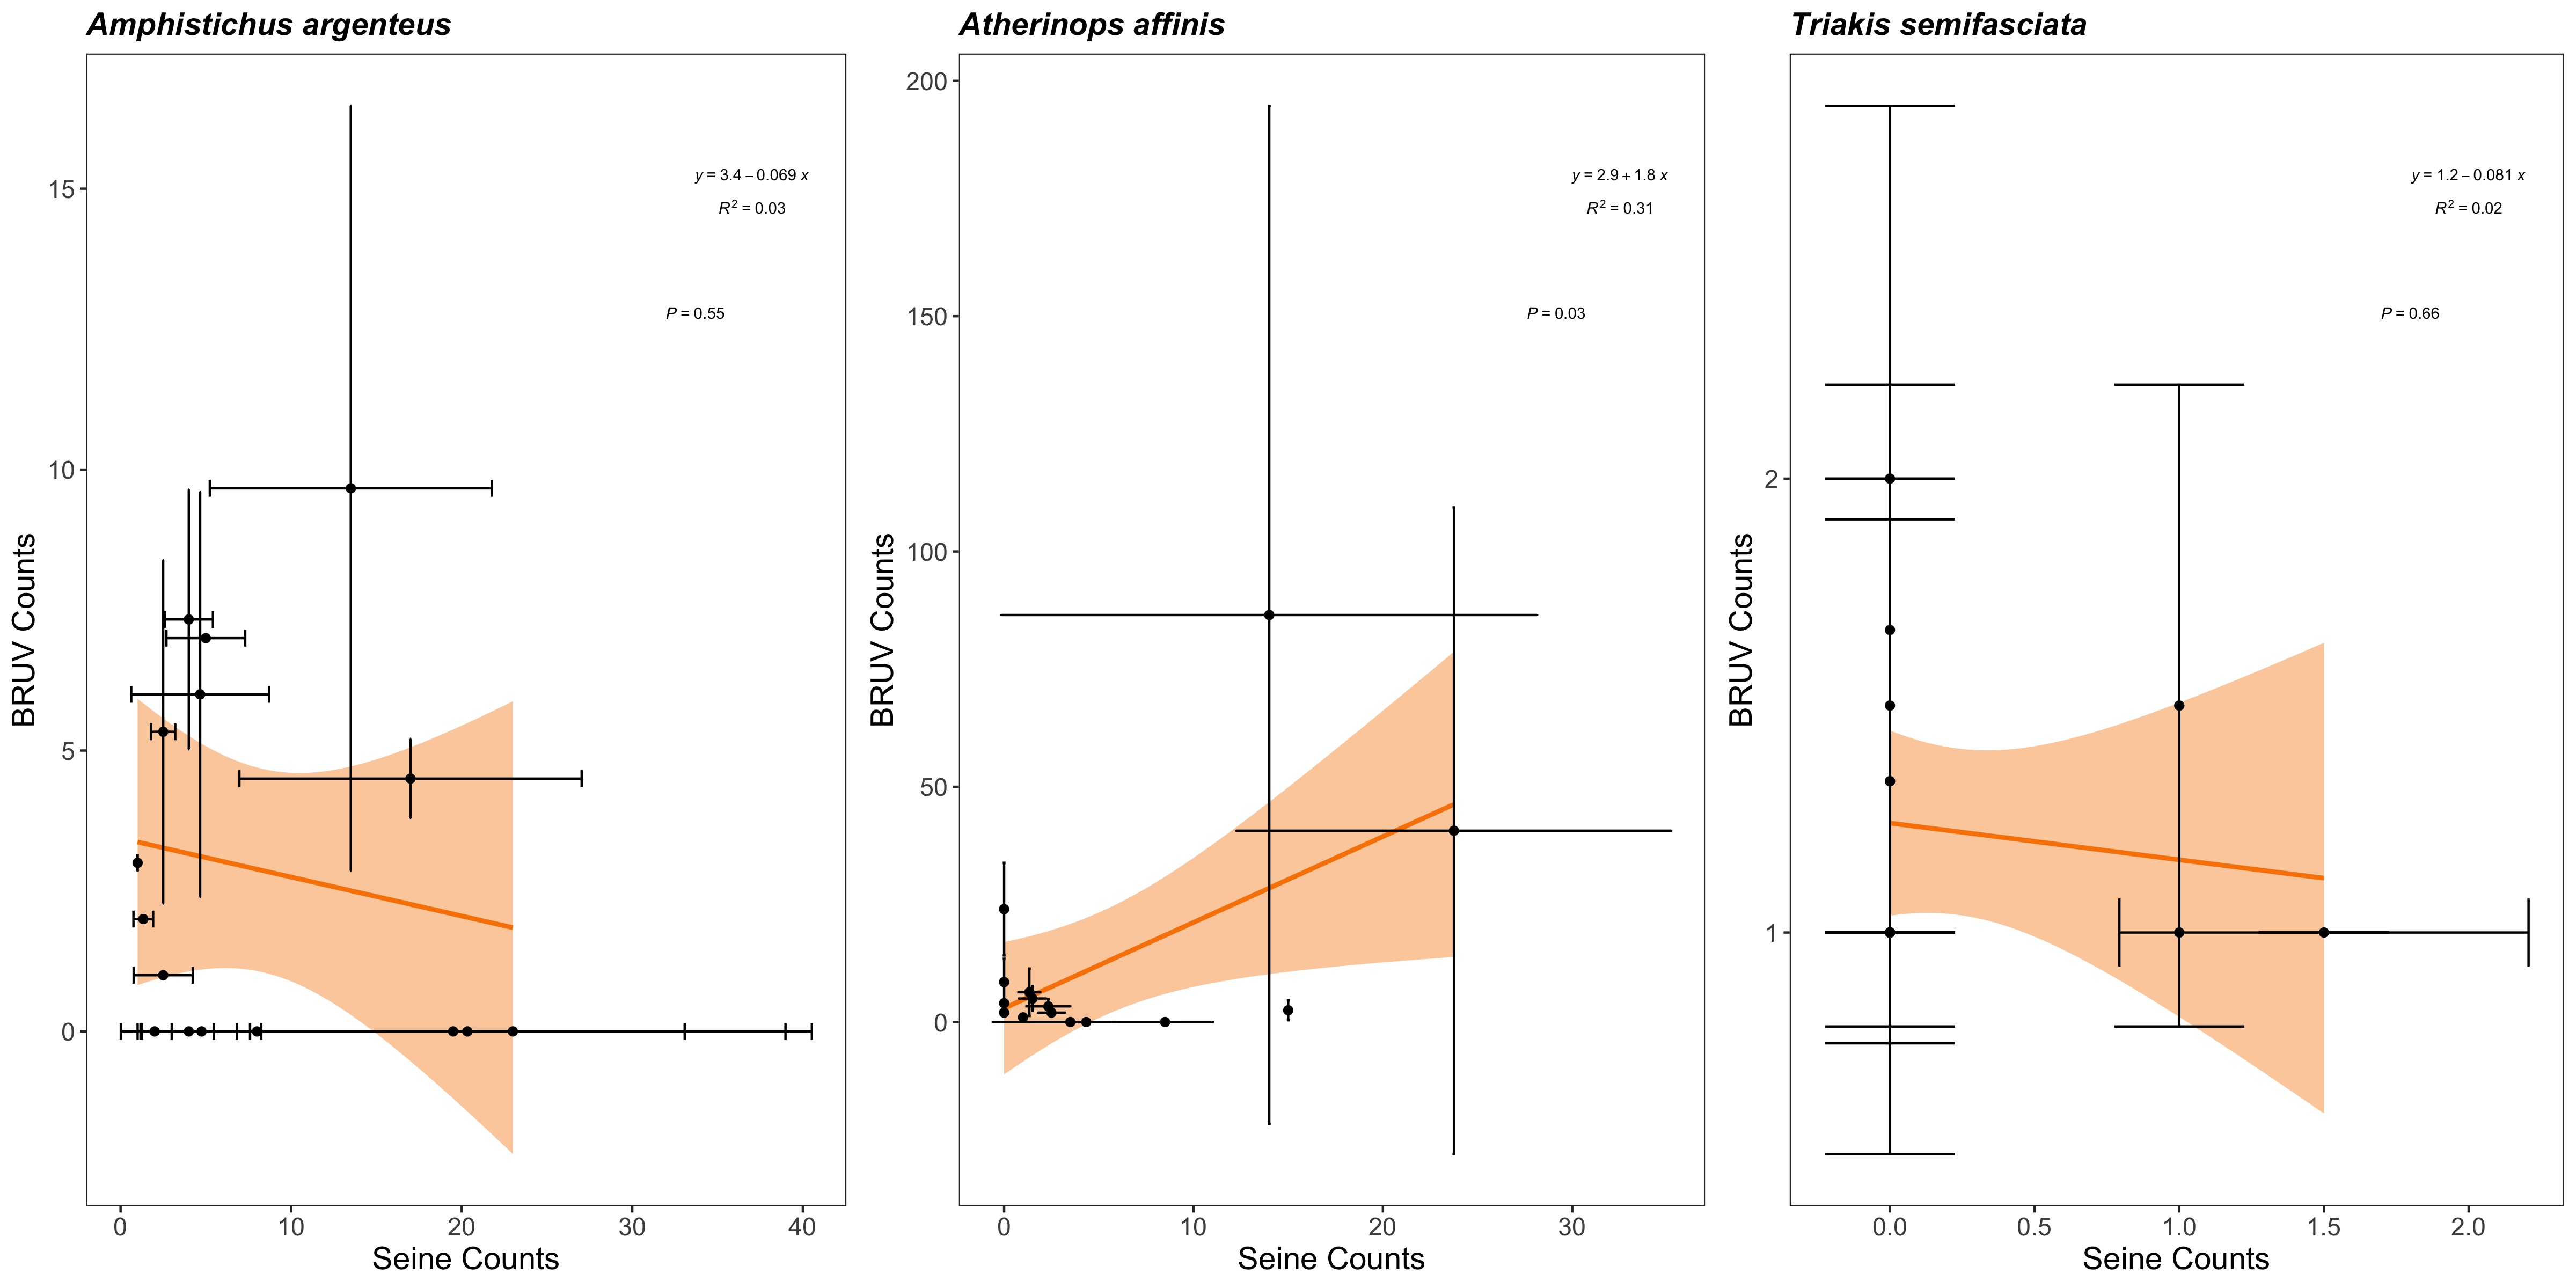 Amphistichus argenteus
y = 3.4 – 0.069 x
R² = 0.03
P = 0.55
15
10
5
0
BRUV Counts
0 10 20 30 40
Seine Counts
Atherinops affinis
y = 2.9 + 1.8 x
R² = 0.31
P = 0.03
200
150
100
50
0
BRUV Counts
0 10 20 30
Seine Counts
Triakis semifasciata
y = 1.2 – 0.081 x
R² = 0.02
P = 0.66
2
1
BRUV Counts
0.0 0.5 1.0 1.5 2.0
Seine Counts